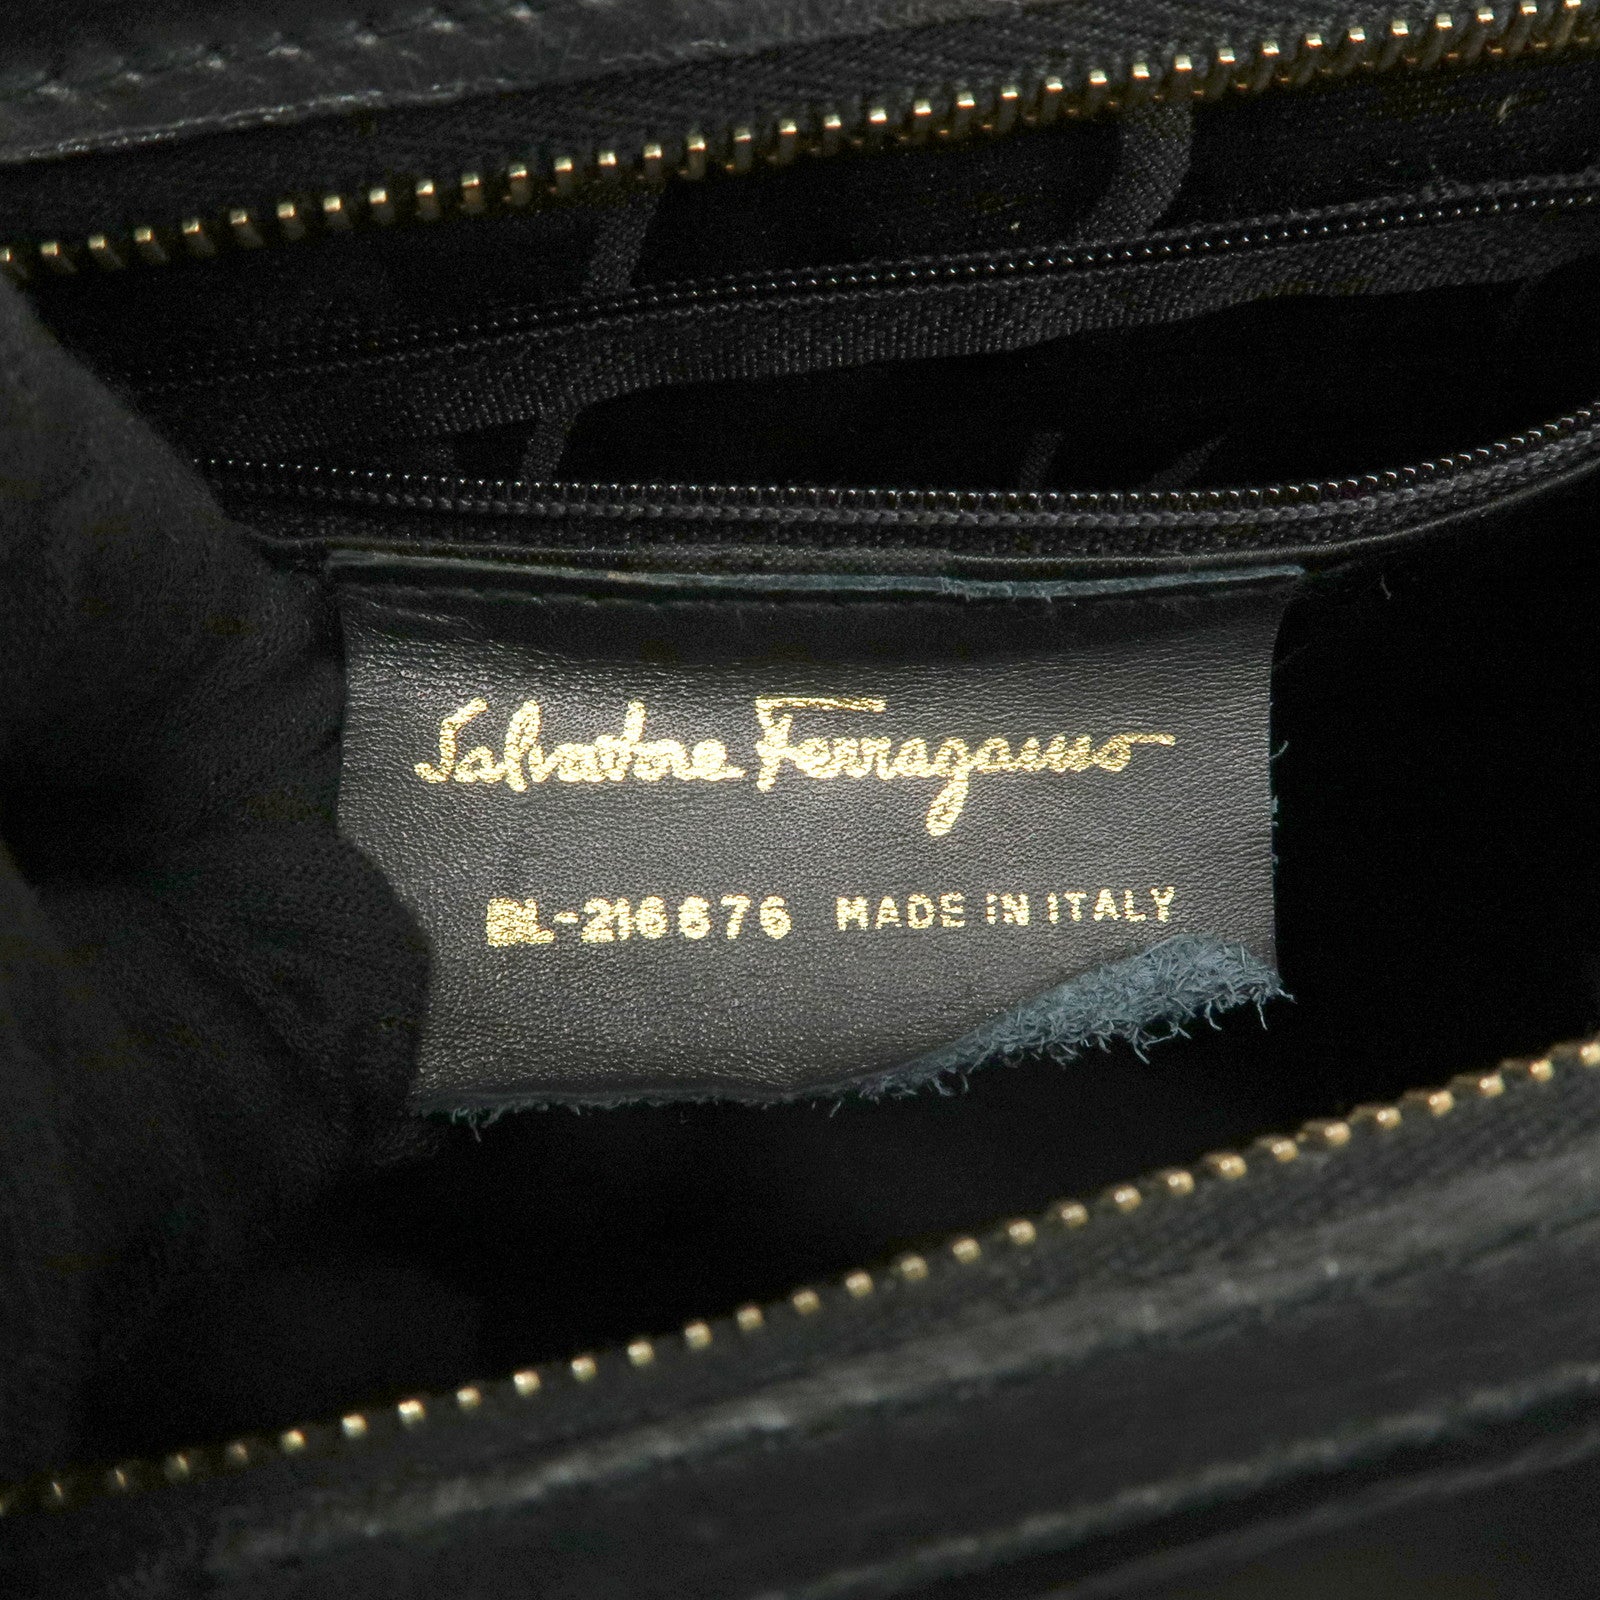 Salvatore Ferragamo
BL-216676 MADE IN ITALY